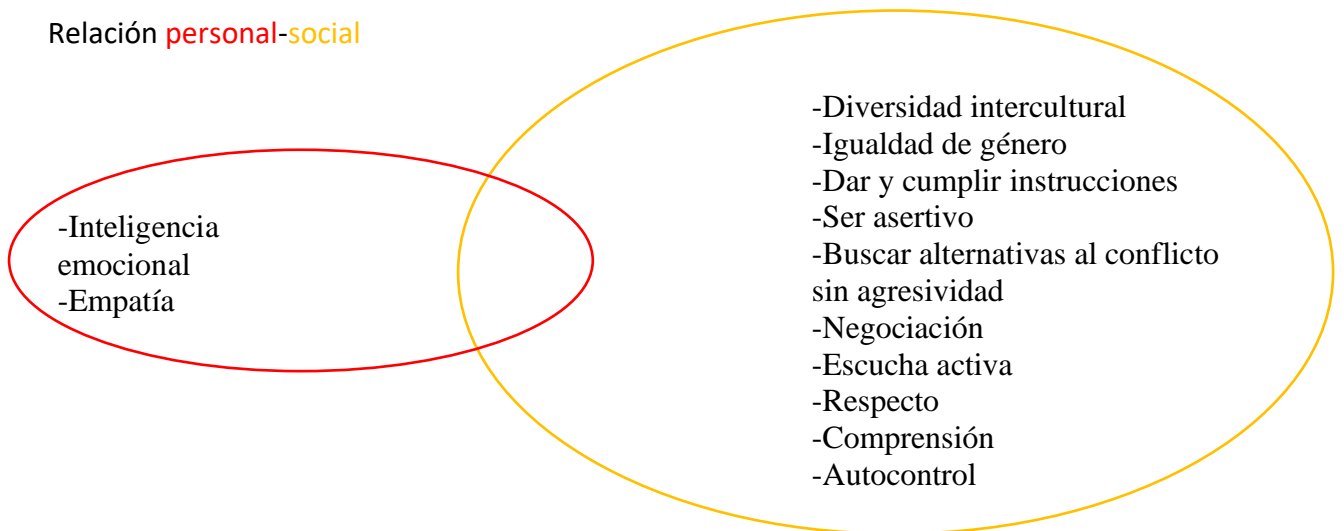 Relación personal-social
-Inteligencia
emocional
-Empatía
-Diversidad intercultural
-Igualdad de género
-Dar y cumplir instrucciones
-Ser asertivo
-Buscar alternativas al conflicto
sin agresividad
-Negociación
-Escucha activa
-Respecto
-Comprensión
-Autocontrol